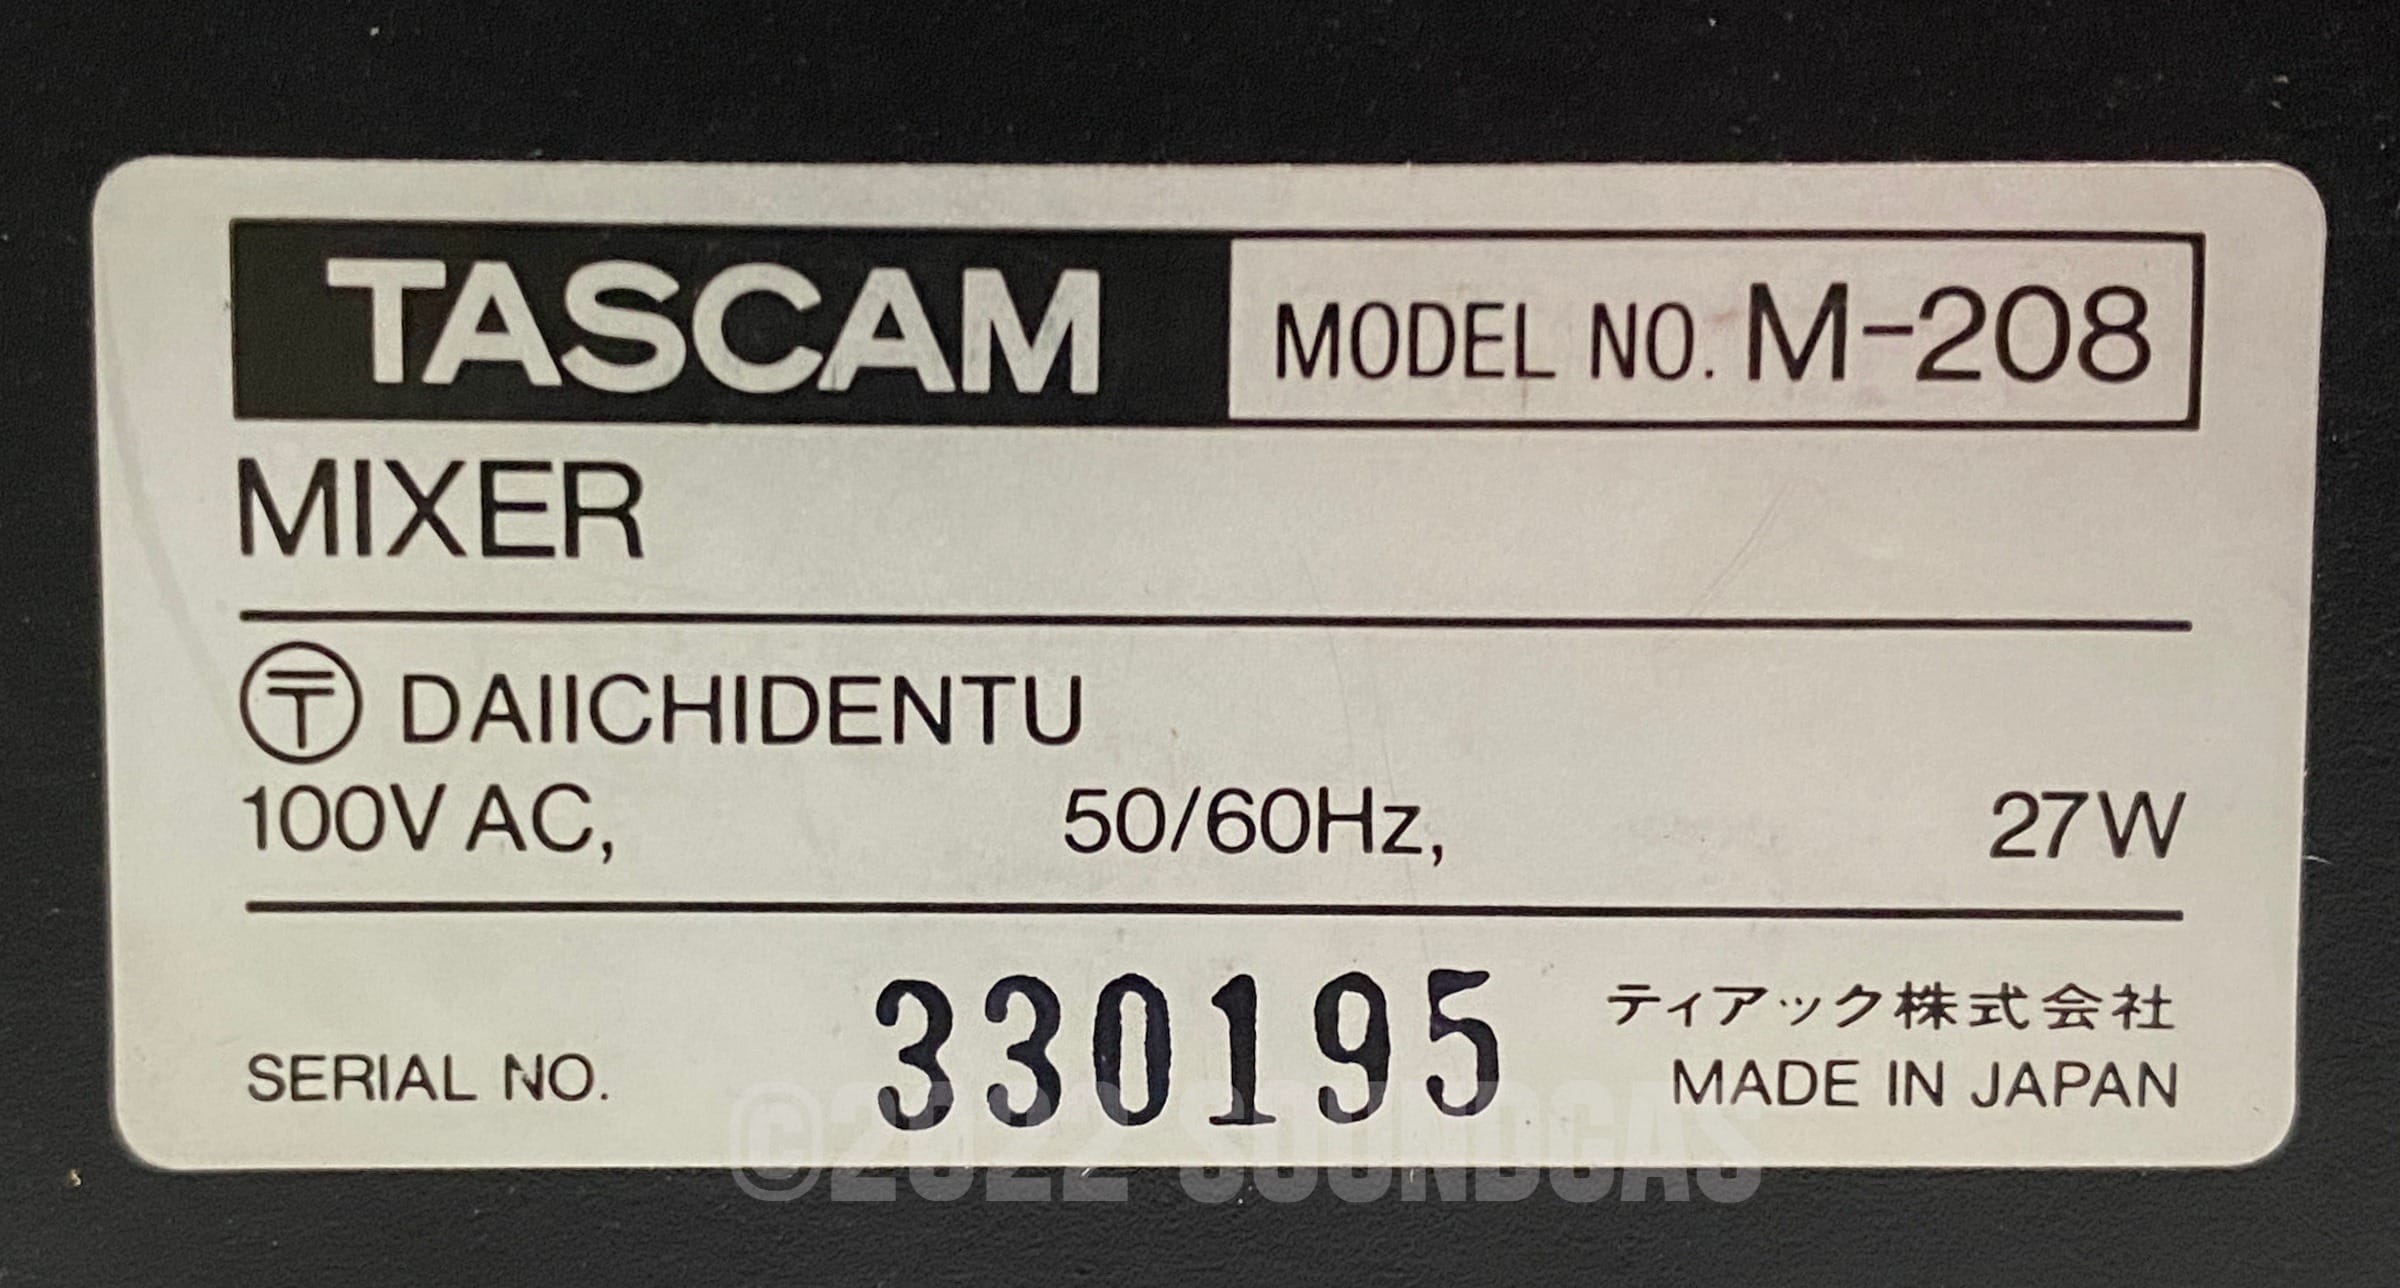 TASCAM MODEL NO. M-208
MIXER
〒 DAIICHIDENTU
100V AC, 50/60Hz, 27W
ティアック株式会社
SERIAL NO. 330195 MADE IN JAPAN
©2022 SOUNDGAS